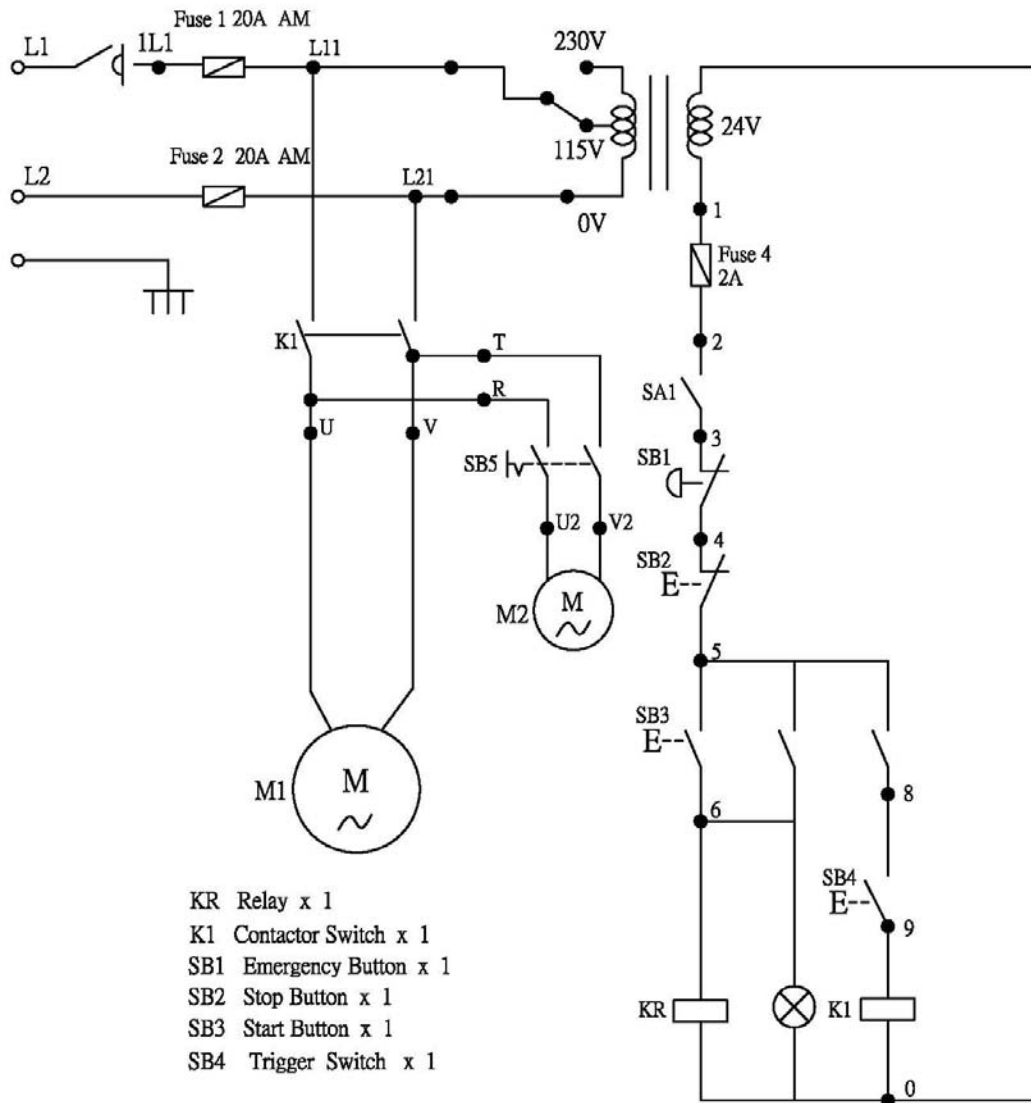 Fuse 1 20A AM
L1
1L1
L11
230V
24V
115V
Fuse 2 20A AM
L2
L21
0V
1
Fuse 4
2A
2
K1
T
SA1
R
U
V
3
SB5
SB1
U2
V2
4
SB2
E
M2
M
5
SB3
E
M1
M
8
6
SB4
E
9
KR
K1
0
KR Relay x 1
K1 Contactor Switch x 1
SB1 Emergency Button x 1
SB2 Stop Button x 1
SB3 Start Button x 1
SB4 Trigger Switch x 1